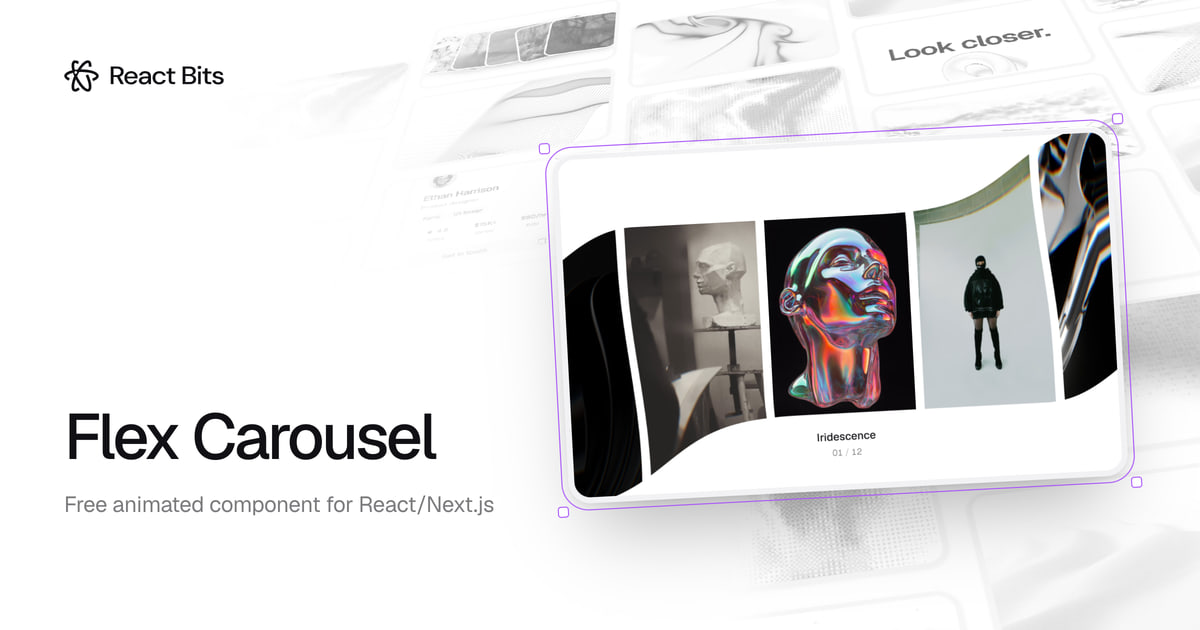 React Bits
Look closer.
Ethan Harrison
Flex Carousel
Free animated component for React/Next.js
Iridescence
01 / 12